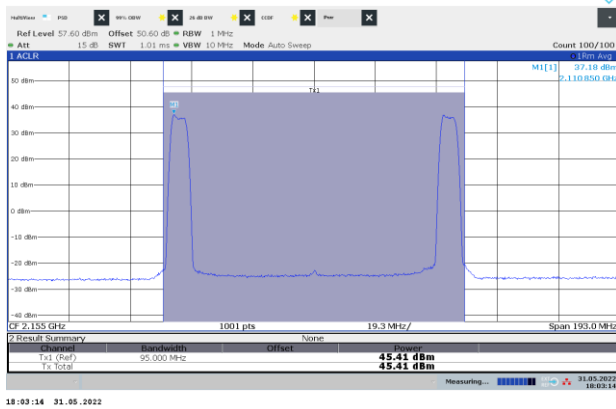 MultiView PSD X 99% OBW X 26 dB BW X CCDF X Pwr X
Ref Level 57.60 dBm Offset 50.60 dB RBW 1 MHz
Att 15 dB SWT 1.01 ms VBW 10 MHz Mode Auto Sweep Count 100/100
1 ACLR 1Rm Avg
M1[1] 37.18 dBm
2.110850 GHz
50 dBm
Tx1
40 dBm
M1
30 dBm
20 dBm
10 dBm
0 dBm
-10 dBm
-20 dBm
-30 dBm
-40 dBm
CF 2.155 GHz 1001 pts 19.3 MHz/ Span 193.0 MHz
2 Result Summary None
Channel Bandwidth Offset Power
Tx1 (Ref) 95.000 MHz 45.41 dBm
Tx Total 45.41 dBm
Measuring... 31.05.2022
18:03:14
18:03:14 31.05.2022